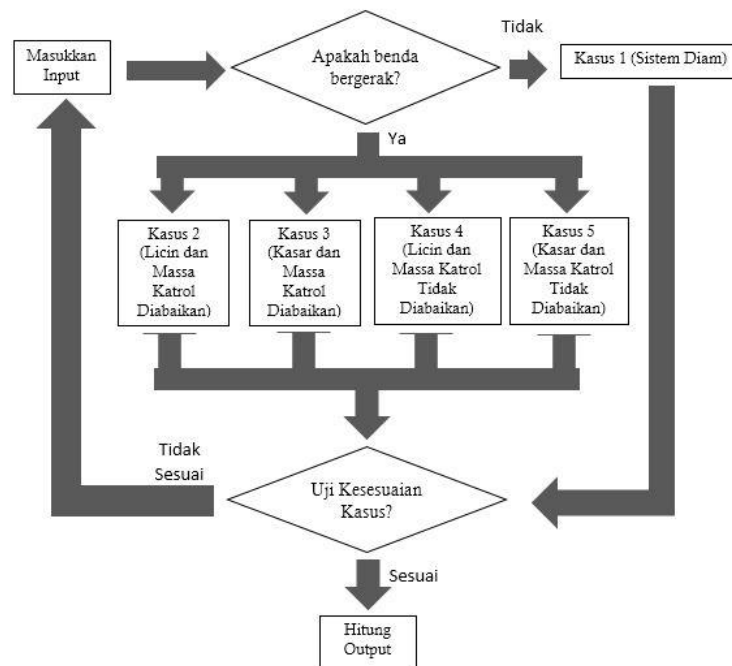 Masukkan
Input
Apakah benda
bergerak?
Tidak
Kasus 1 (Sistem Diam)
Ya
Kasus 2
(Licin dan
Massa
Katrol
Diabaikan)
Kasus 3
(Kasar dan
Massa
Katrol
Diabaikan)
Kasus 4
(Licin dan
Massa Katrol
Tidak
Diabaikan)
Kasus 5
(Kasar dan
Massa Katrol
Tidak
Diabaikan)
Tidak
Sesuai
Uji Kesesuaian
Kasus?
Sesuai
Hitung
Output